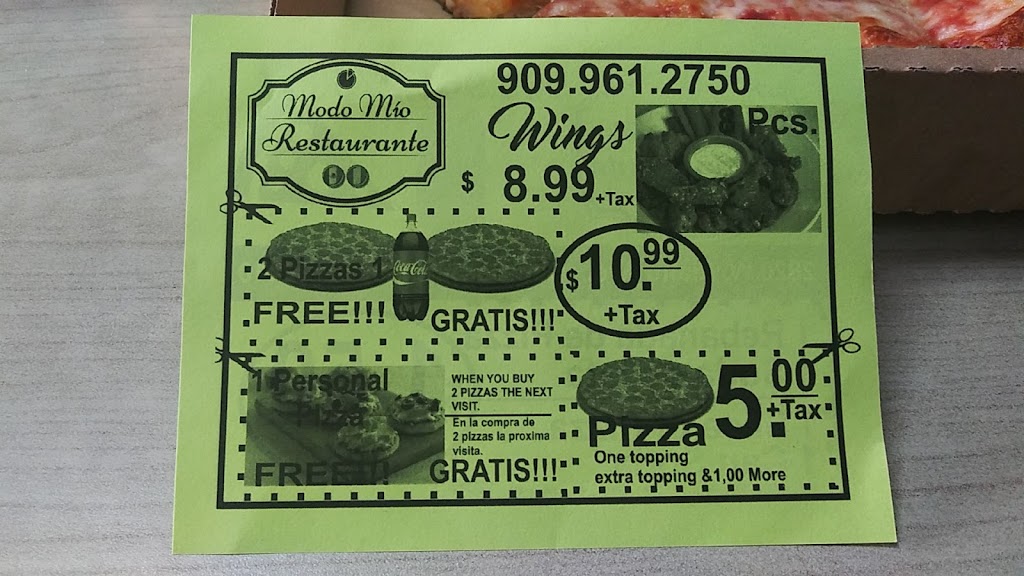 Modo Mío
Restaurante
909.961.2750
Wings
8 Pcs.
$ 8.99 +Tax
2 Pizzas 1
Coca-Cola
FREE!!! GRATIS!!!
$10.99
+Tax
1 Personal
Pizza
FREE!!!
WHEN YOU BUY
2 PIZZAS THE NEXT
VISIT.
En la compra de
2 pizzas la proxima
visita.
GRATIS!!!
5.00
+Tax
Pizza
One topping
extra topping &1,00 More